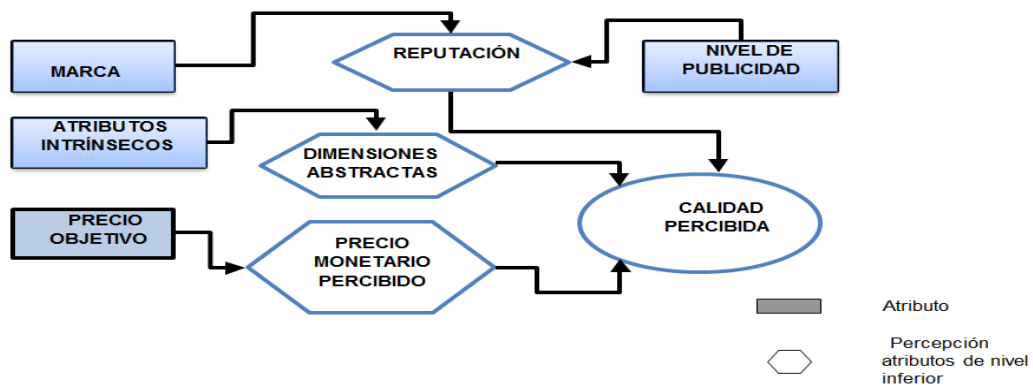 MARCA
REPUTACIÓN
NIVEL DE
PUBLICIDAD
ATRIBUTOS
INTRÍNSECOS
DIMENSIONES
ABSTRACTAS
PRECIO
OBJETIVO
PRECIO
MONETARIO
PERCIBIDO
CALIDAD
PERCIBIDA
Atributo
Percepción
atributos de nivel
inferior